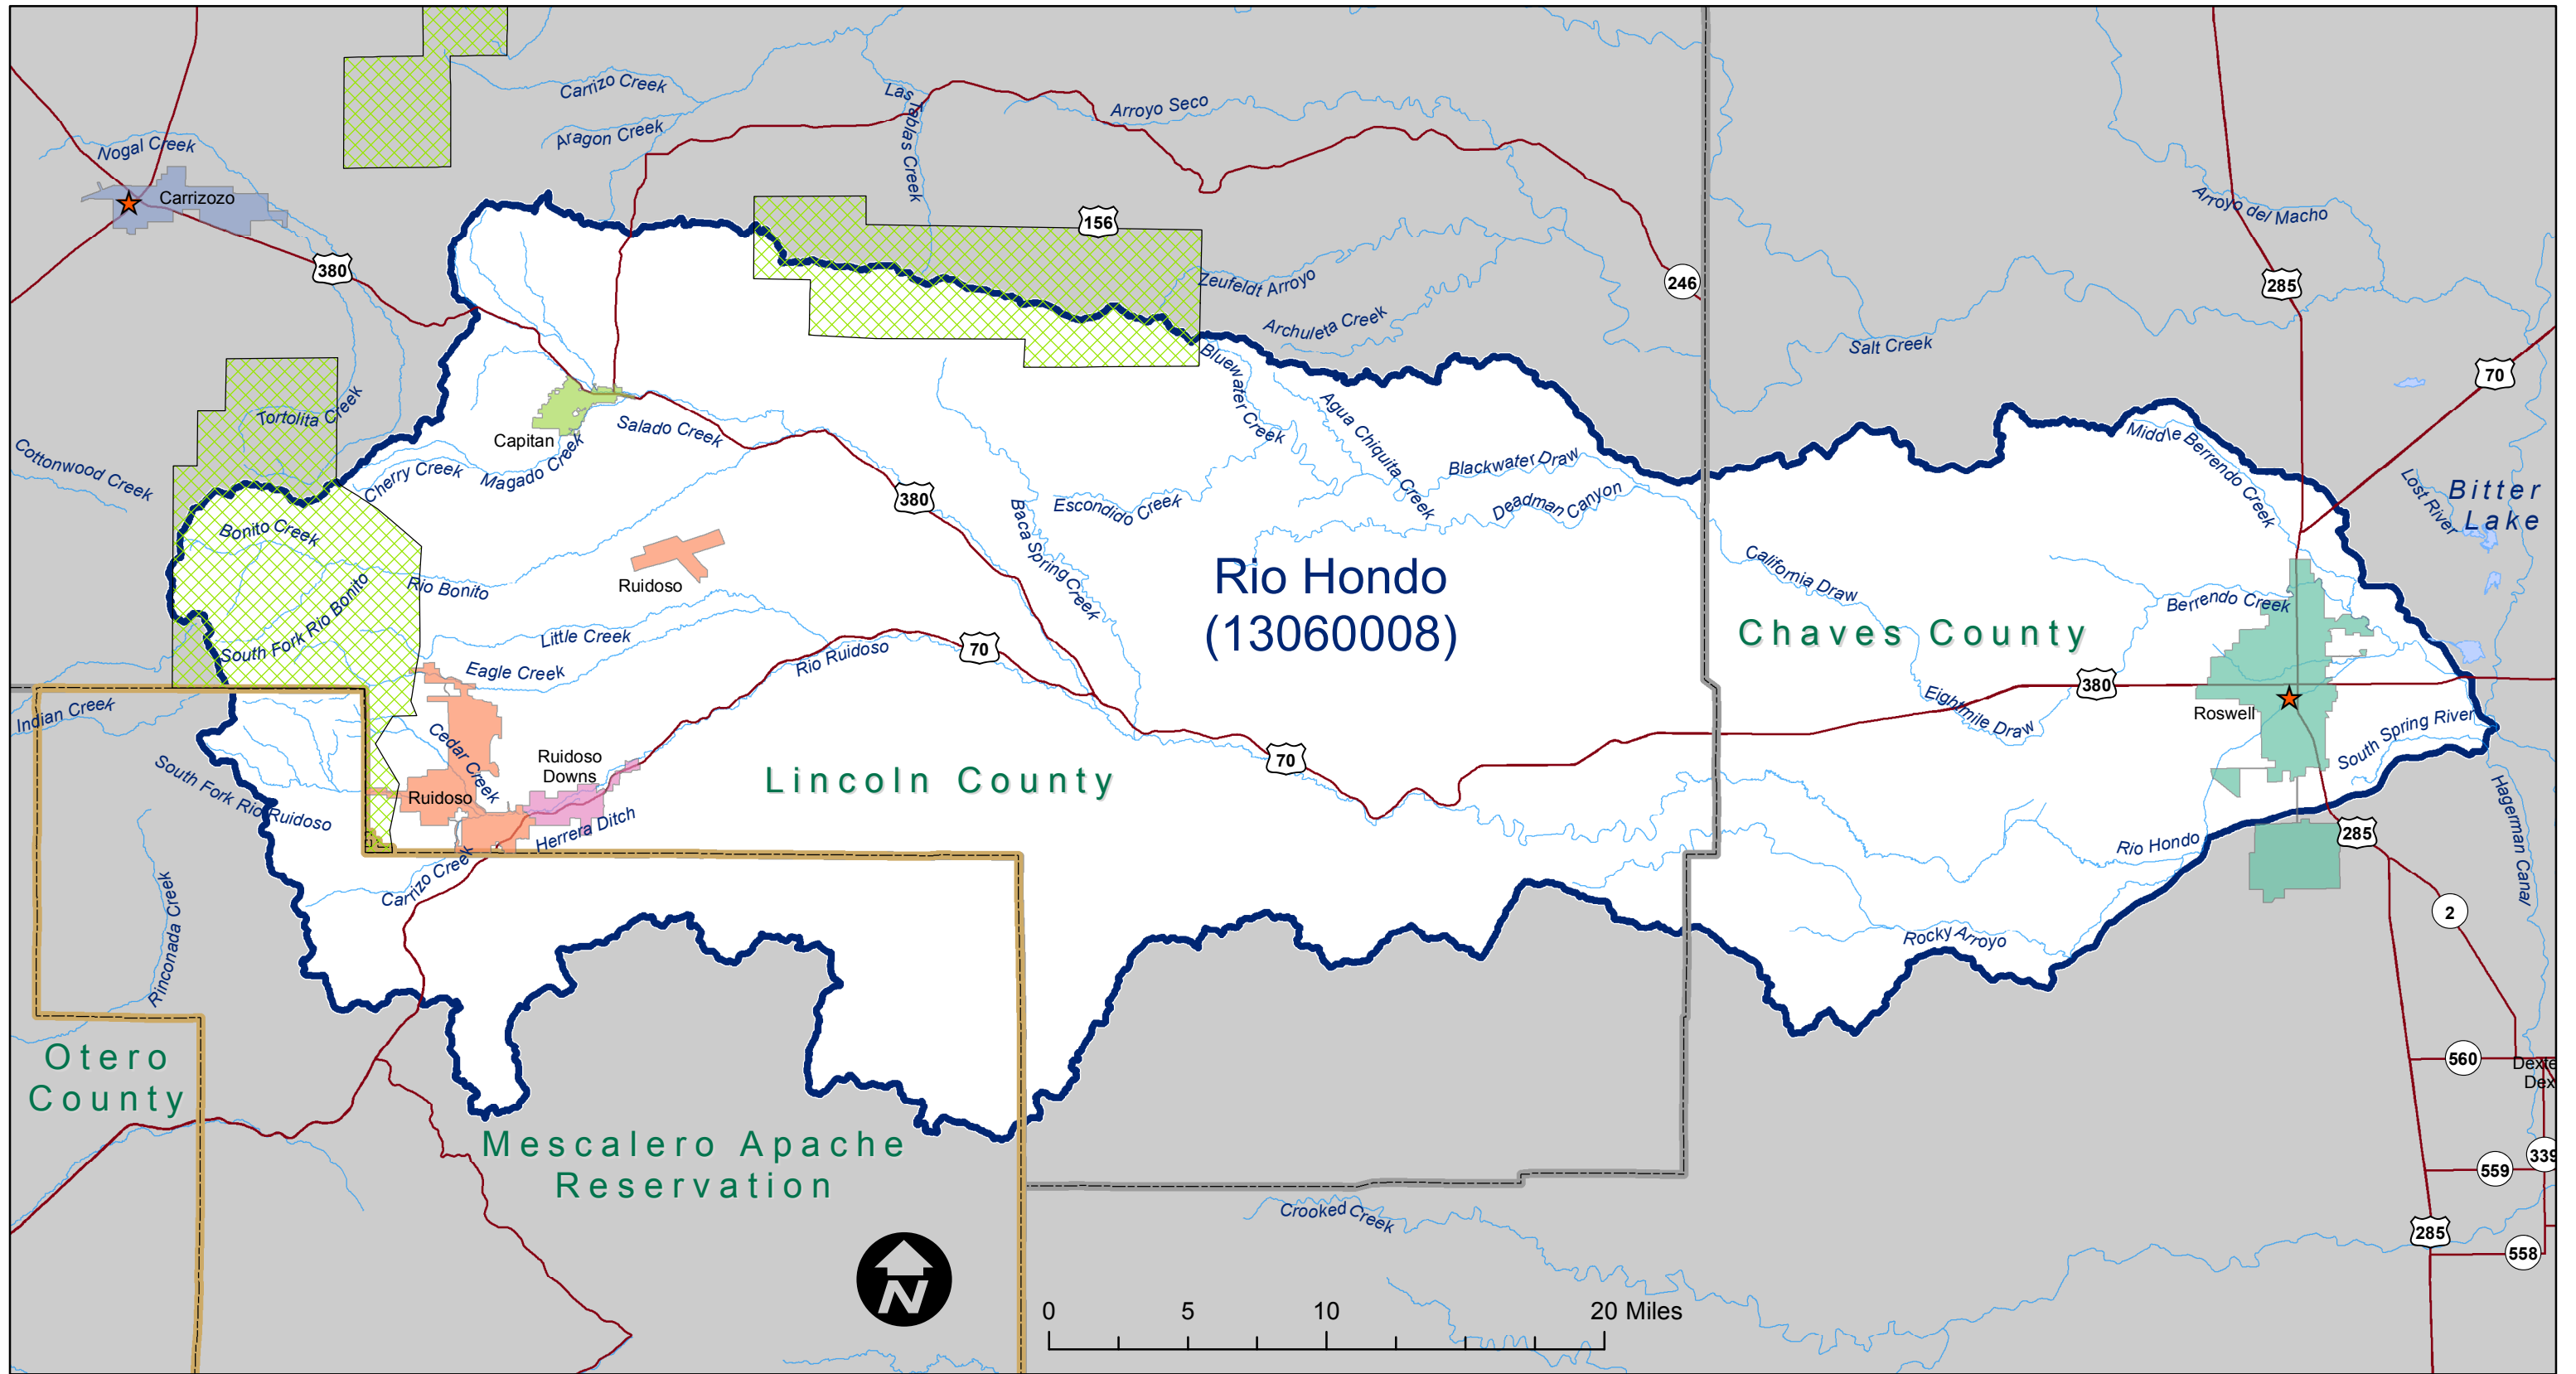 Carrizo Creek
Las Tablas Creek
Arroyo Seco
Aragon Creek
Nogal Creek
Carrizozo
156
Arroyo del Macho
380
Zeufeldt Arroyo
246
285
Archuleta Creek
Salt Creek
70
Bluewater Creek
Tortolita Creek
Agua Chiquita Creek
Capitan
Salado Creek
Middle Berrendo Creek
Cottonwood Creek
Cherry Creek
Magado Creek
Blackwater Draw
Lost River
Bitter
Lake
380
Escondido Creek
Deadman Canyon
Baca Spring Creek
Bonito Creek
Rio Bonito
Ruidoso
Rio Hondo
(13060008)
California Draw
Berrendo Creek
South Fork Rio Bonito
Little Creek
Chaves County
Eagle Creek
Rio Ruidoso
70
380
Indian Creek
Eightmile Draw
Roswell
South Spring River
Cedar Creek
Ruidoso
Downs
70
Lincoln County
South Fork Rio Ruidoso
Ruidoso
Herrera Ditch
Hagerman Canal
285
Rio Hondo
Carrizo Creek
2
Rinconada Creek
Rocky Arroyo
Otero
County
560
Dexte
Dex
Mescalero Apache
Reservation
339
559
Crooked Creek
285
558
N
0 5 10 20 Miles